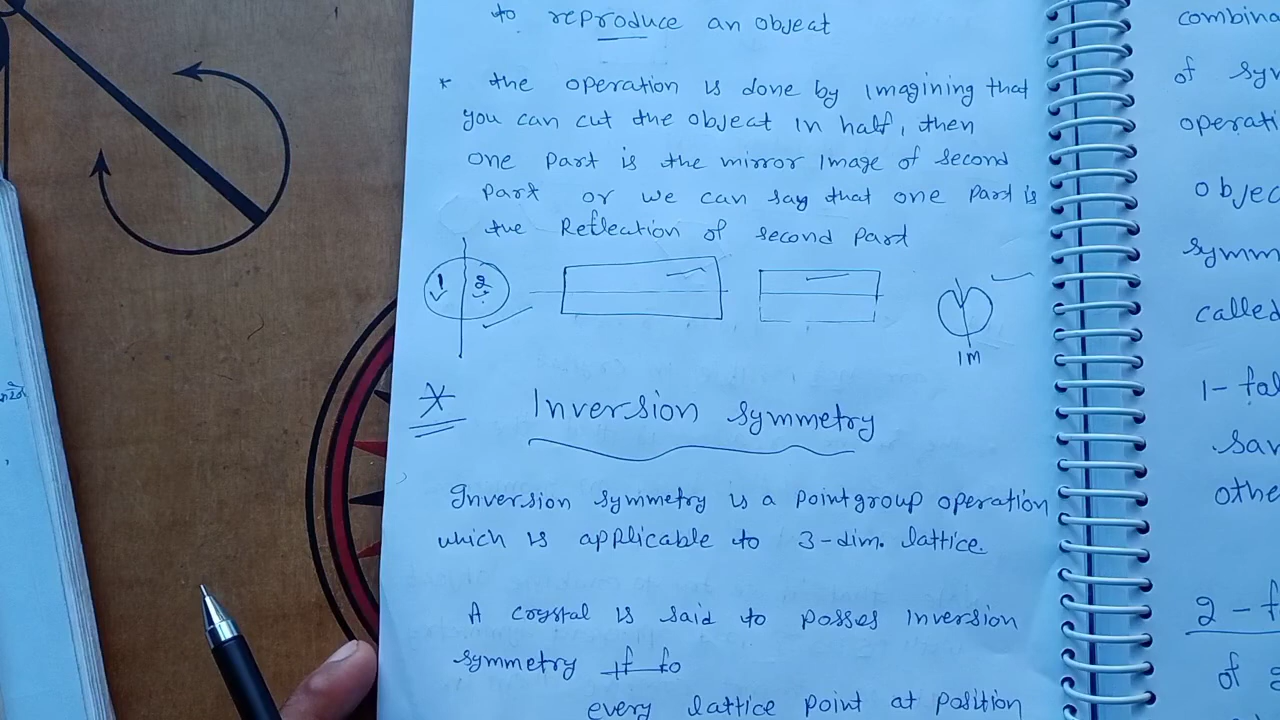 to reproduce an object
* the operation is done by imagining that
you can cut the object in half, then
one part is the mirror image of second
part or we can say that one part is
the Reflection of second part
1 2
1M
* Inversion symmetry
Inversion symmetry is a pointgroup operation
which is applicable to 3-dim. lattice.
A crystal is said to posses inversion
symmetry if fo
every lattice point at position
combina
of sy
operati
objec
symm
called
1-fol
sa
othe
2-f
of